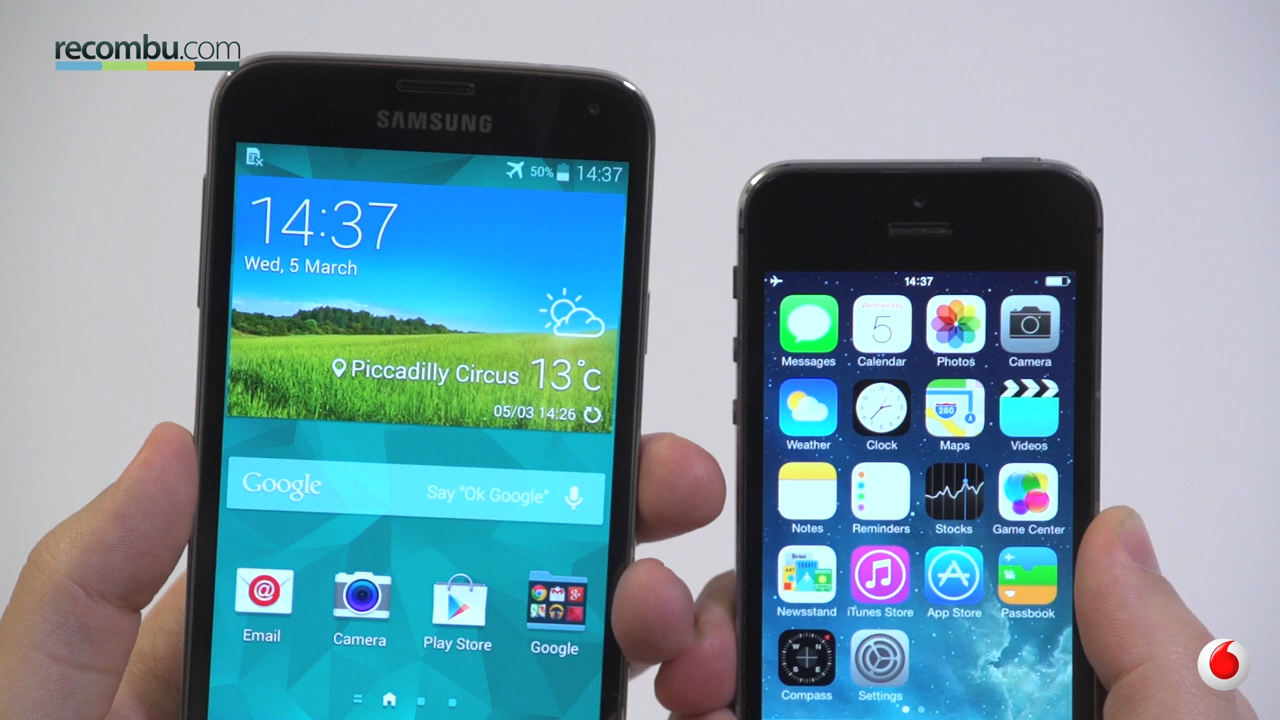 recombu.com
SAMSUNG
50% 14:37
14:37
Wed, 5 March
Piccadilly Circus 13°c
05/03 14:26
Google Say "Ok Google"
Email Camera Play Store Google
14:37
Wednesday
5
Messages Calendar Photos Camera
280
Weather Clock Maps Videos
Notes Reminders Stocks Game Center
Newsstand iTunes Store App Store Passbook
N
W E
S
Compass Settings